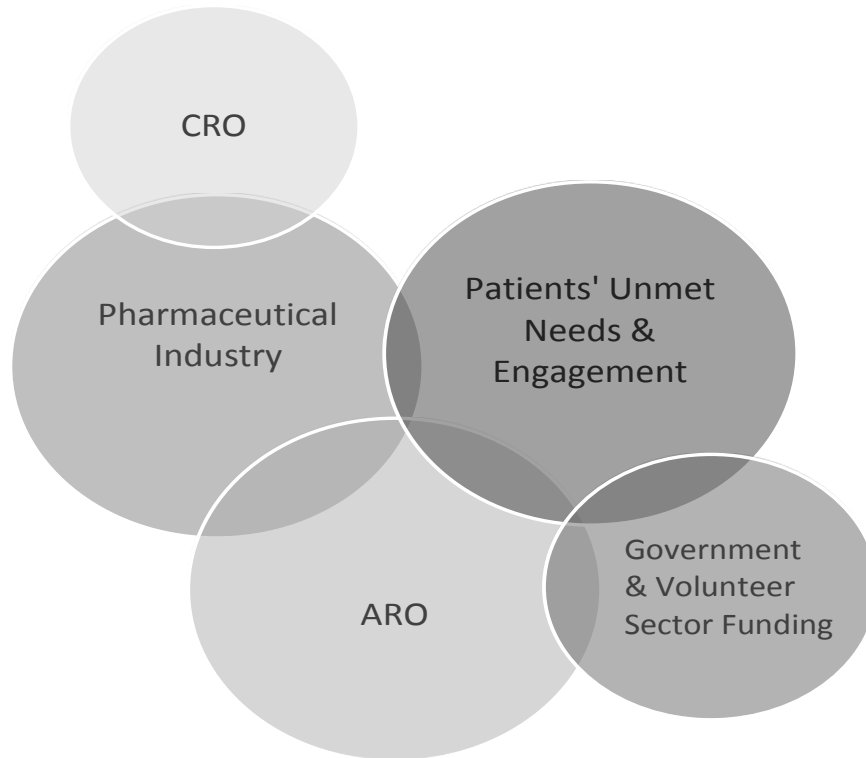 CRO
Pharmaceutical
Industry
Patients' Unmet
Needs &
Engagement
ARO
Government
& Volunteer
Sector Funding